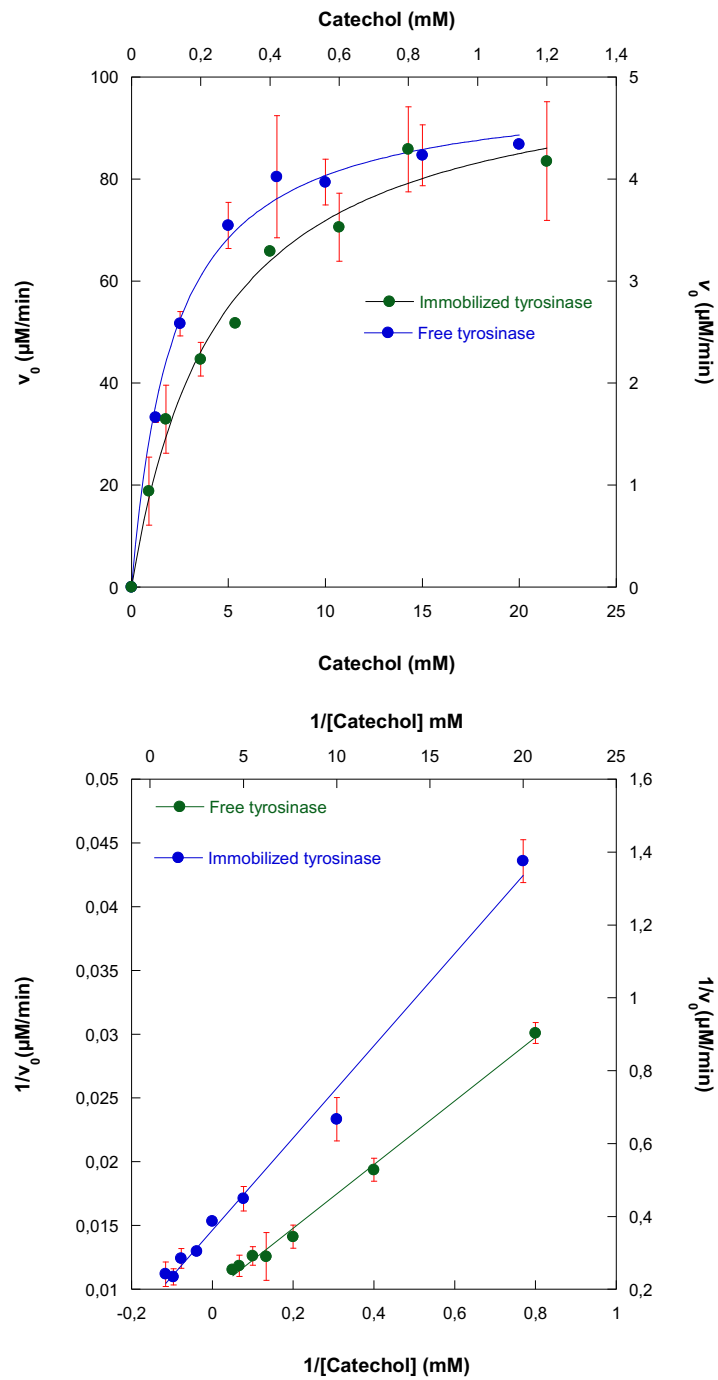 Catechol (mM)
0 0,2 0,4 0,6 0,8 1 1,2 1,4
100 5
80 4
60 3
Immobilized tyrosinase
Free tyrosinase
v0 (µM/min)
v0 (µM/min)
40 2
20 1
0 0
0 5 10 15 20 25
Catechol (mM)
1/[Catechol] mM
0 5 10 15 20 25
0,05 1,6
Free tyrosinase
0,045
1,4
Immobilized tyrosinase
0,04
1,2
0,035
1/v0(µM/min)
1/v0 (µM/min)
1
0,03
0,8
0,025
0,6
0,02
0,4
0,015
0,01 0,2
-0,2 0 0,2 0,4 0,6 0,8 1
1/[Catechol] (mM)